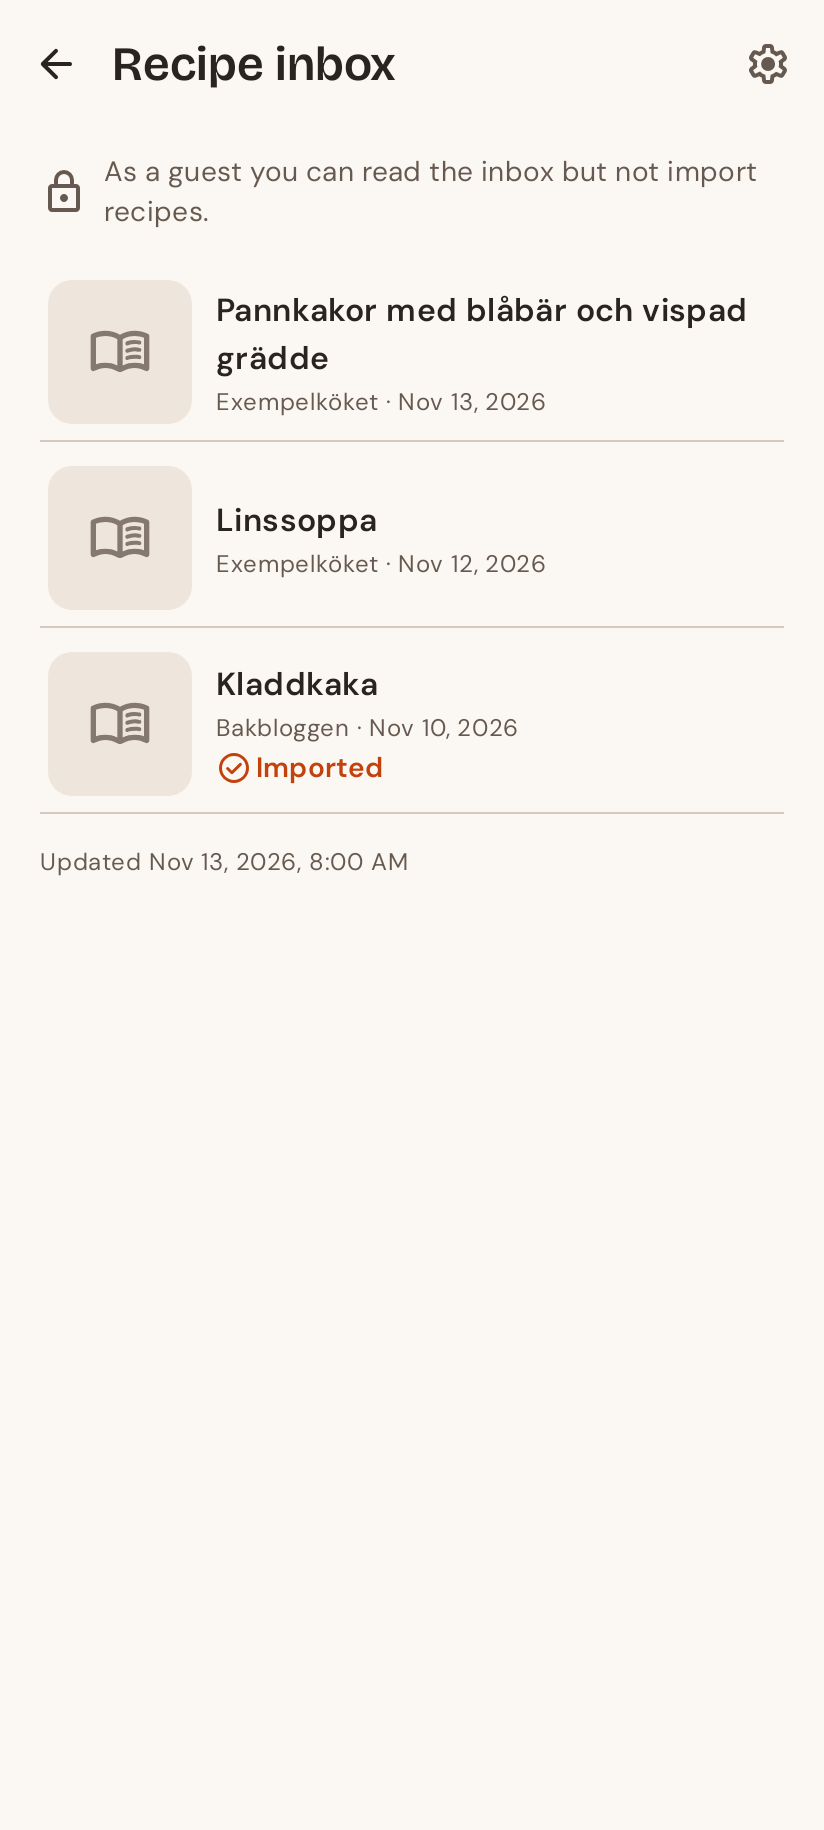 Recipe inbox
As a guest you can read the inbox but not import
recipes.
Pannkakor med blåbär och vispad
grädde
Exempelköket · Nov 13, 2026
Linssoppa
Exempelköket · Nov 12, 2026
Kladdkaka
Bakbloggen · Nov 10, 2026
Imported
Updated Nov 13, 2026, 8:00 AM